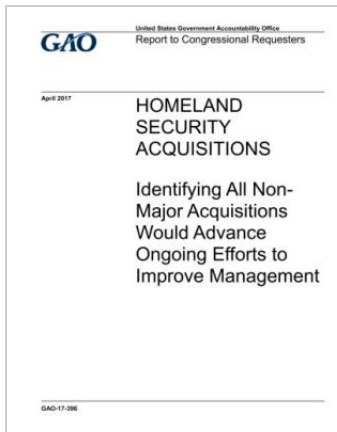 United States Government Accountability Office
GAO
Report to Congressional Requesters
April 2017
HOMELAND
SECURITY
ACQUISITIONS
Identifying All Non-
Major Acquisitions
Would Advance
Ongoing Efforts to
Improve Management
GAO-17-396